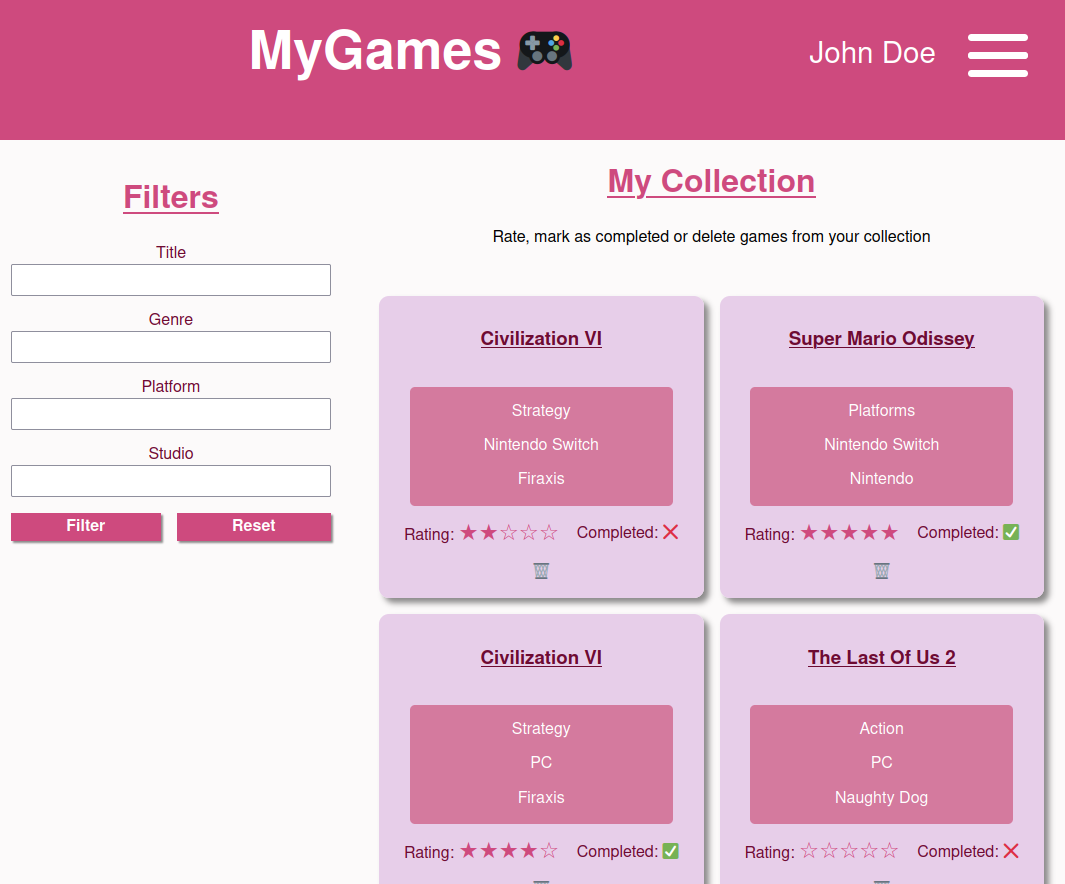 MyGames 🎮 John Doe
Filters
Title
Genre
Platform
Studio
Filter Reset
My Collection
Rate, mark as completed or delete games from your collection
Civilization VI
Strategy
Nintendo Switch
Firaxis
Rating: ★★☆☆☆ Completed: ❌
🗑️
Super Mario Odissey
Platforms
Nintendo Switch
Nintendo
Rating: ★★★★★ Completed: ✅
🗑️
Civilization VI
Strategy
PC
Firaxis
Rating: ★★★★☆ Completed: ✅
The Last Of Us 2
Action
PC
Naughty Dog
Rating: ☆☆☆☆☆ Completed: ❌